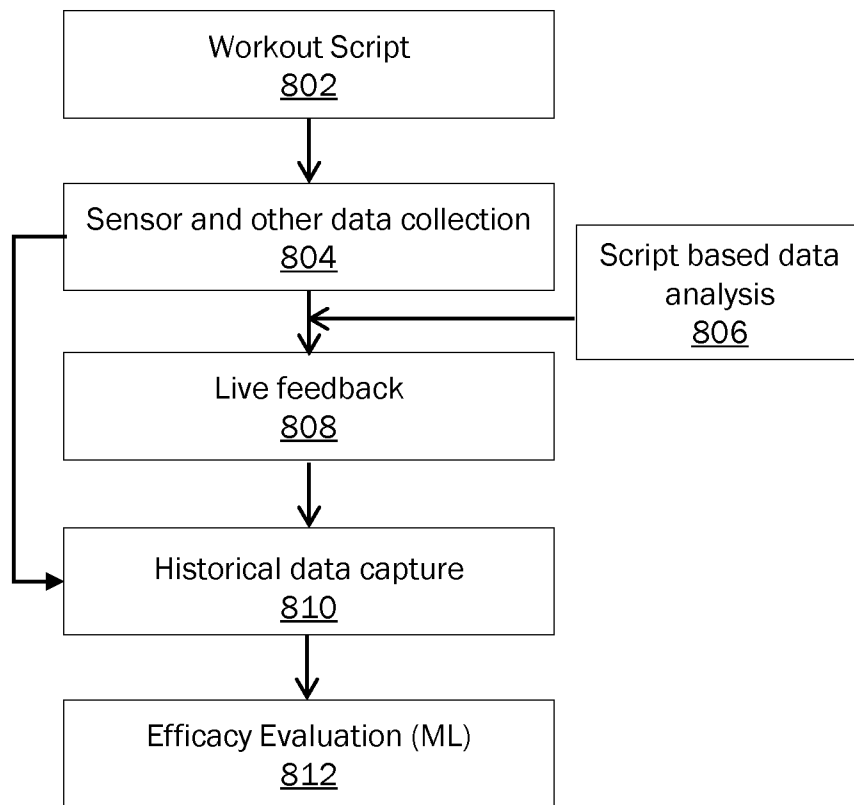 Workout Script
802
Sensor and other data collection
804
Script based data
analysis
806
Live feedback
808
Historical data capture
810
Efficacy Evaluation (ML)
812